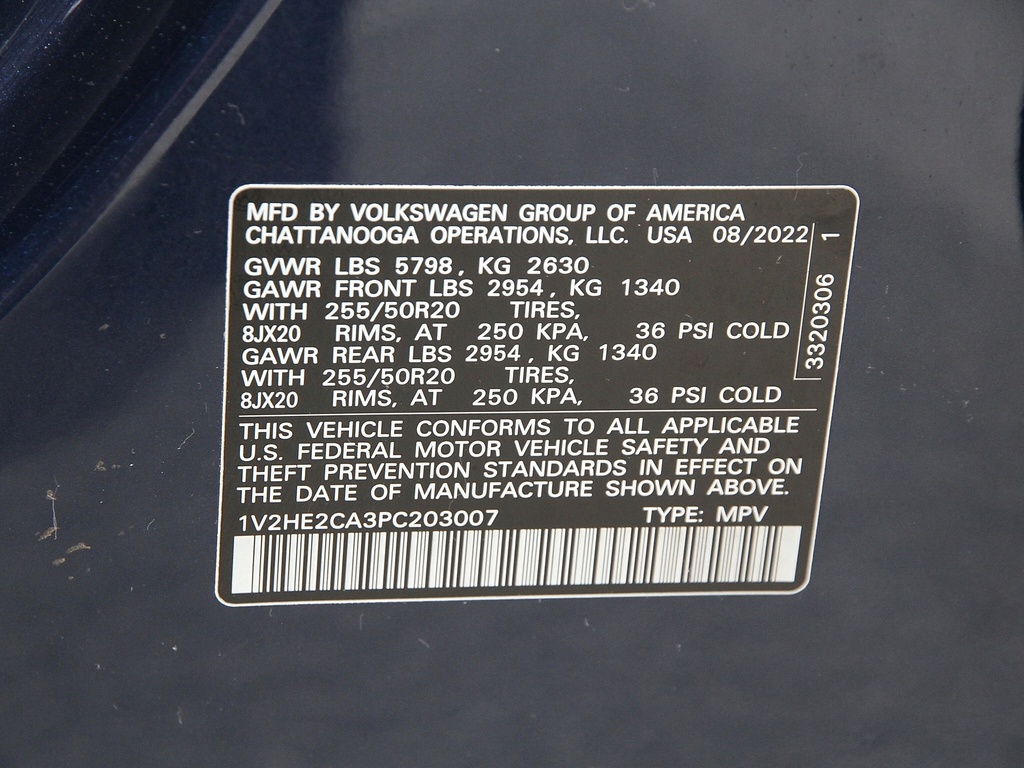 MFD BY VOLKSWAGEN GROUP OF AMERICA
CHATTANOOGA OPERATIONS, LLC. USA 08/2022
GVWR LBS 5798, KG 2630
GAWR FRONT LBS 2954, KG 1340
WITH 255/50R20 TIRES,
8JX20 RIMS, AT 250 KPA, 36 PSI COLD
GAWR REAR LBS 2954, KG 1340
WITH 255/50R20 TIRES,
8JX20 RIMS, AT 250 KPA, 36 PSI COLD
3320306 1
THIS VEHICLE CONFORMS TO ALL APPLICABLE
U.S. FEDERAL MOTOR VEHICLE SAFETY AND
THEFT PREVENTION STANDARDS IN EFFECT ON
THE DATE OF MANUFACTURE SHOWN ABOVE.
1V2HE2CA3PC203007 TYPE: MPV